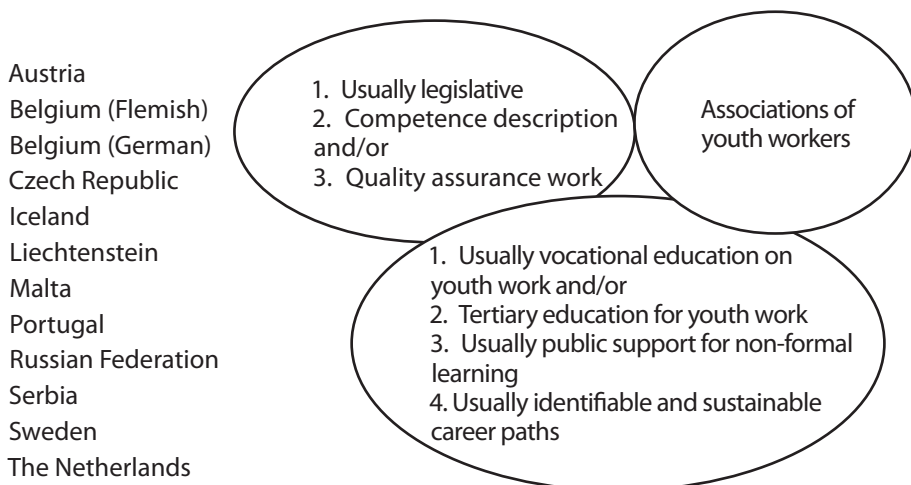 Austria
Belgium (Flemish)
Belgium (German)
Czech Republic
Iceland
Liechtenstein
Malta
Portugal
Russian Federation
Serbia
Sweden
The Netherlands
1. Usually legislative
2. Competence description
and/or
3. Quality assurance work
Associations of
youth workers
1. Usually vocational education on
youth work and/or
2. Tertiary education for youth work
3. Usually public support for non-formal
learning
4. Usually identifiable and sustainable
career paths